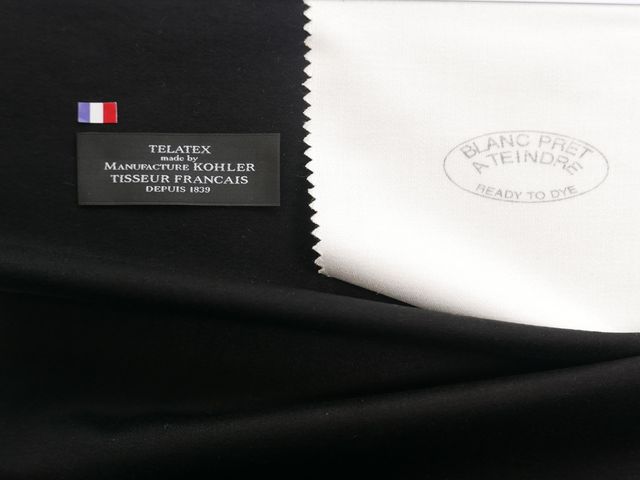 TELATEX
made by
MANUFACTURE KOHLER
TISSEUR FRANCAIS
DEPUIS 1839
BLANC PRET
A TEINDRE
READY TO DYE